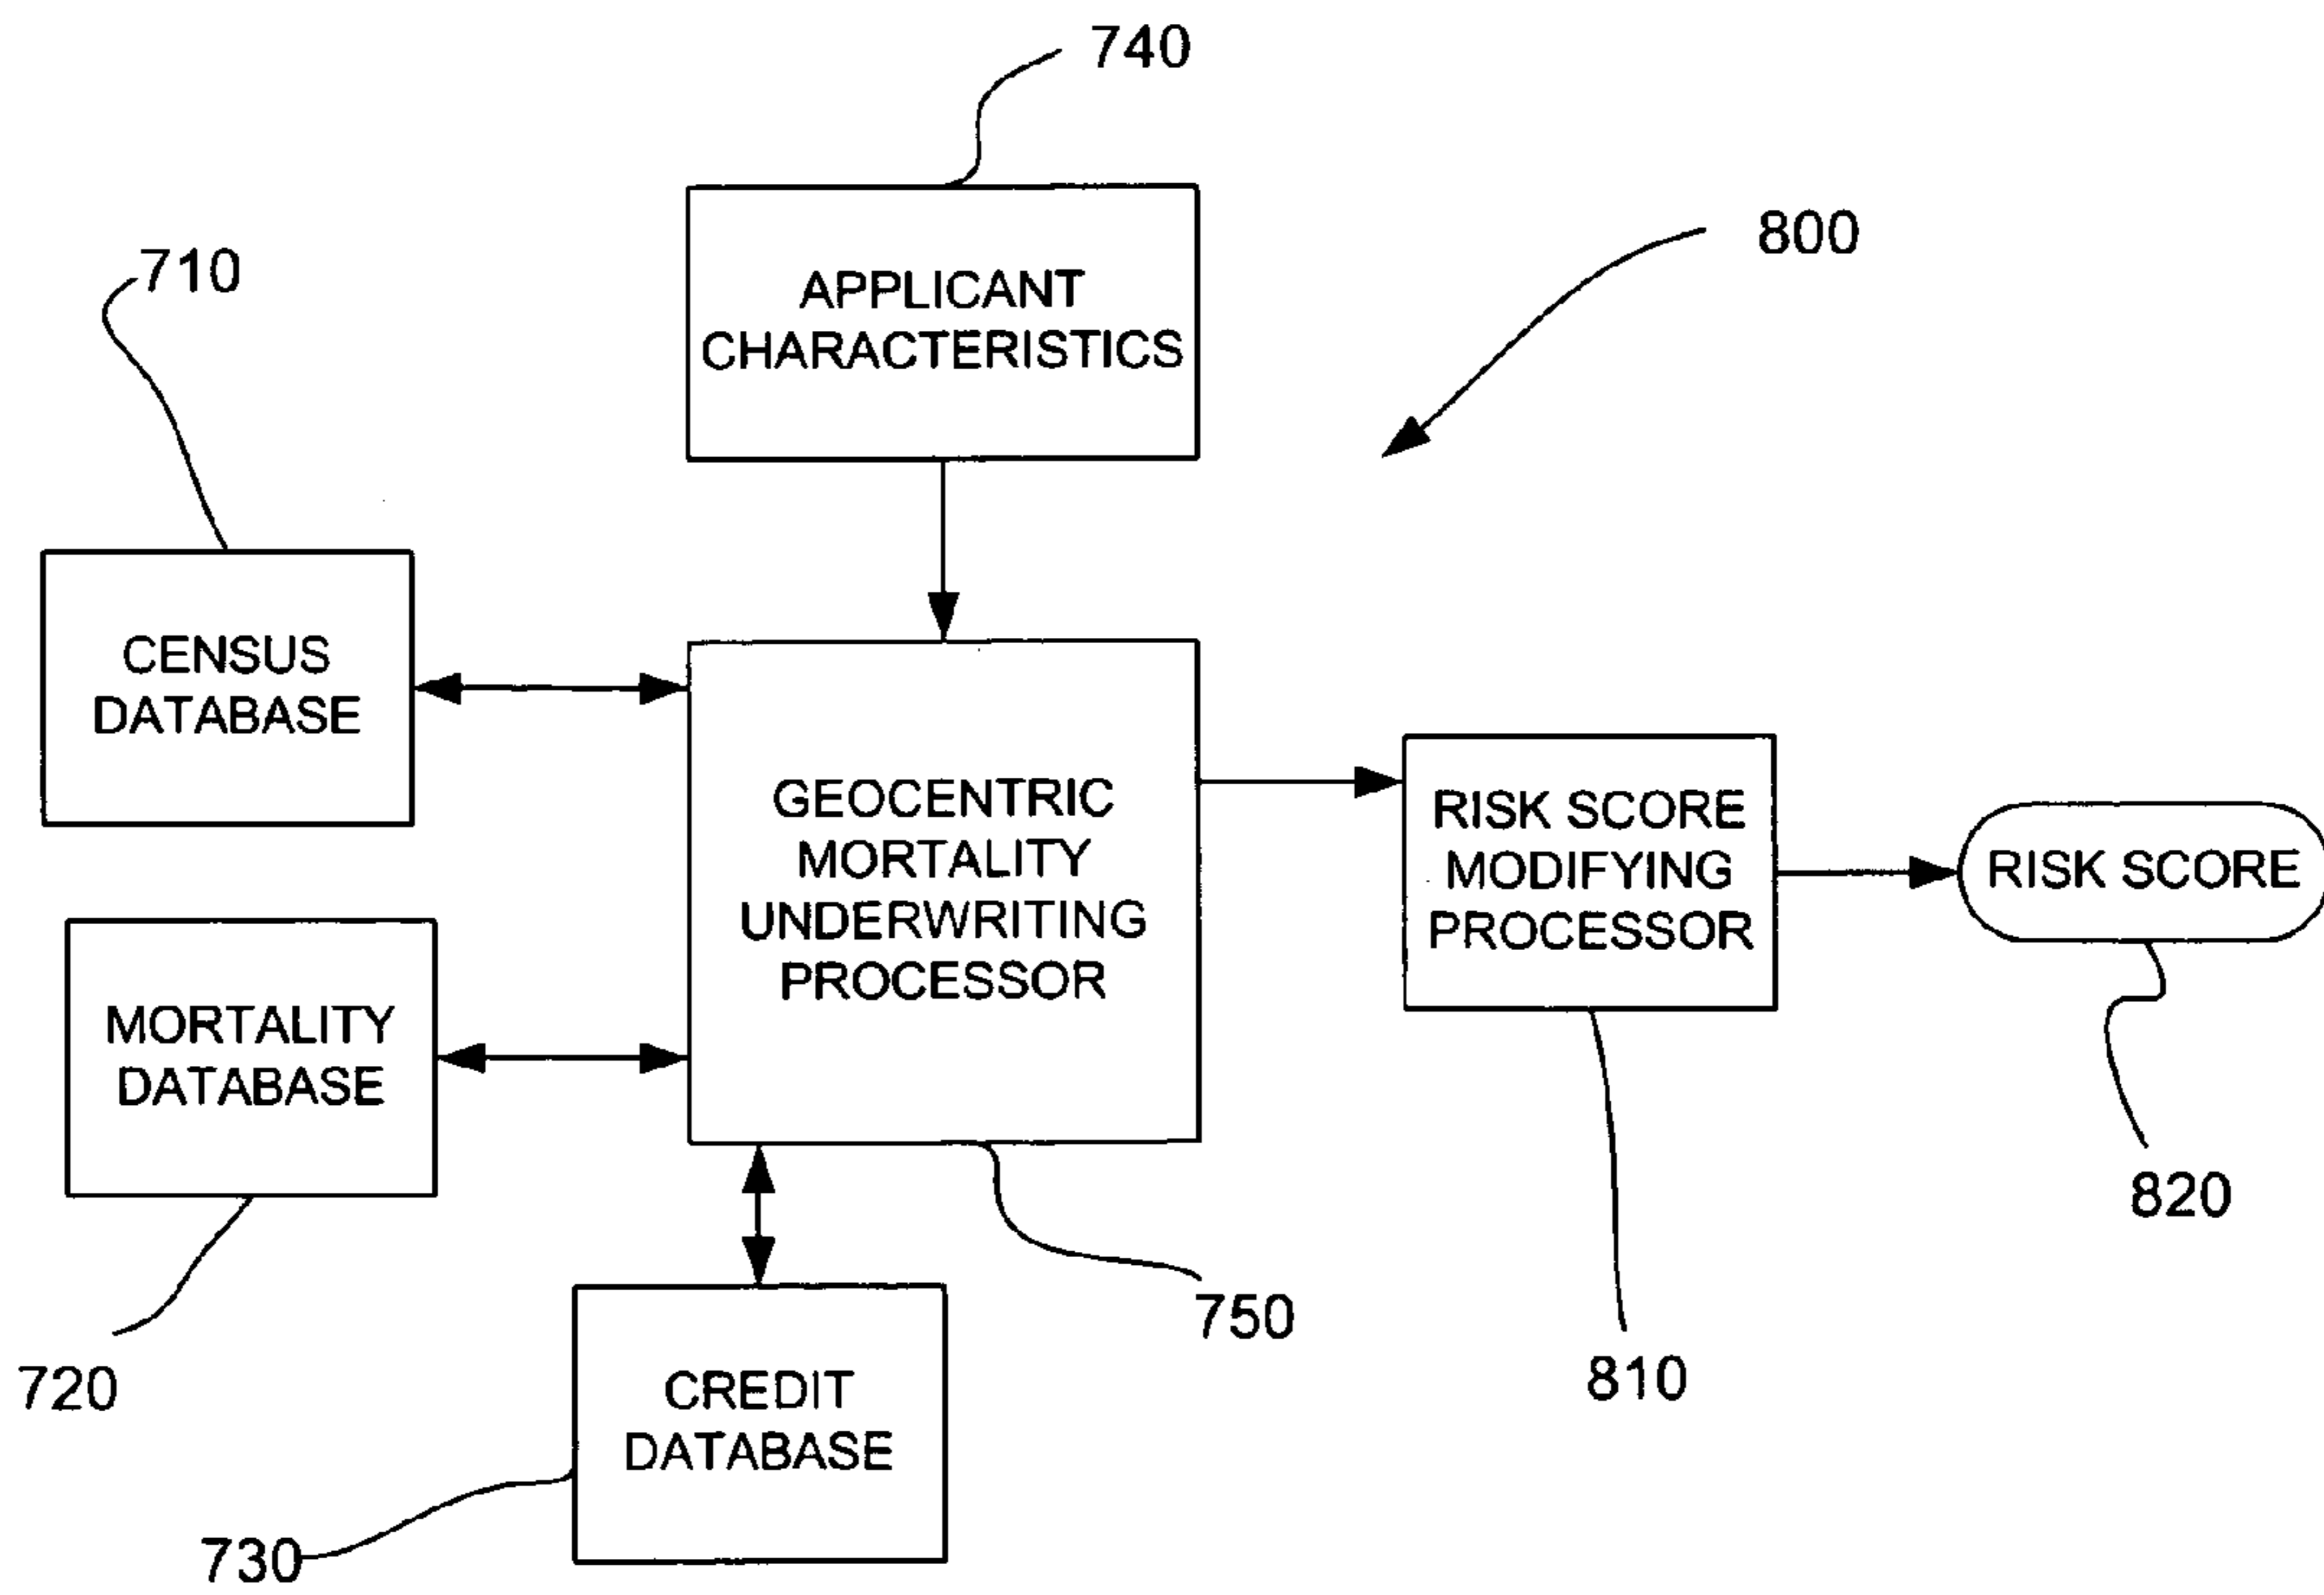 740
APPLICANT
CHARACTERISTICS
800
710
CENSUS
DATABASE
GEOCENTRIC
MORTALITY
UNDERWRITING
PROCESSOR
RISK SCORE
MODIFYING
PROCESSOR
RISK SCORE
MORTALITY
DATABASE
820
750
810
720
CREDIT
DATABASE
730